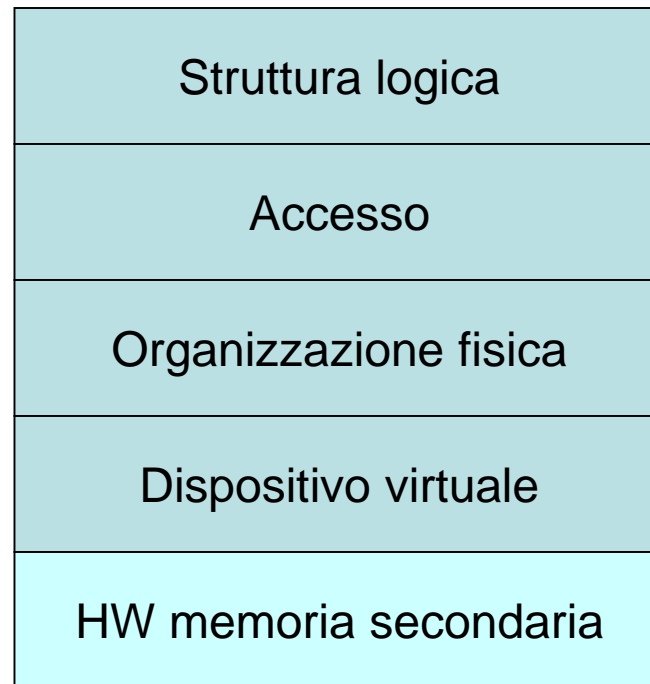 Struttura logica
Accesso
Organizzazione fisica
Dispositivo virtuale
HW memoria secondaria